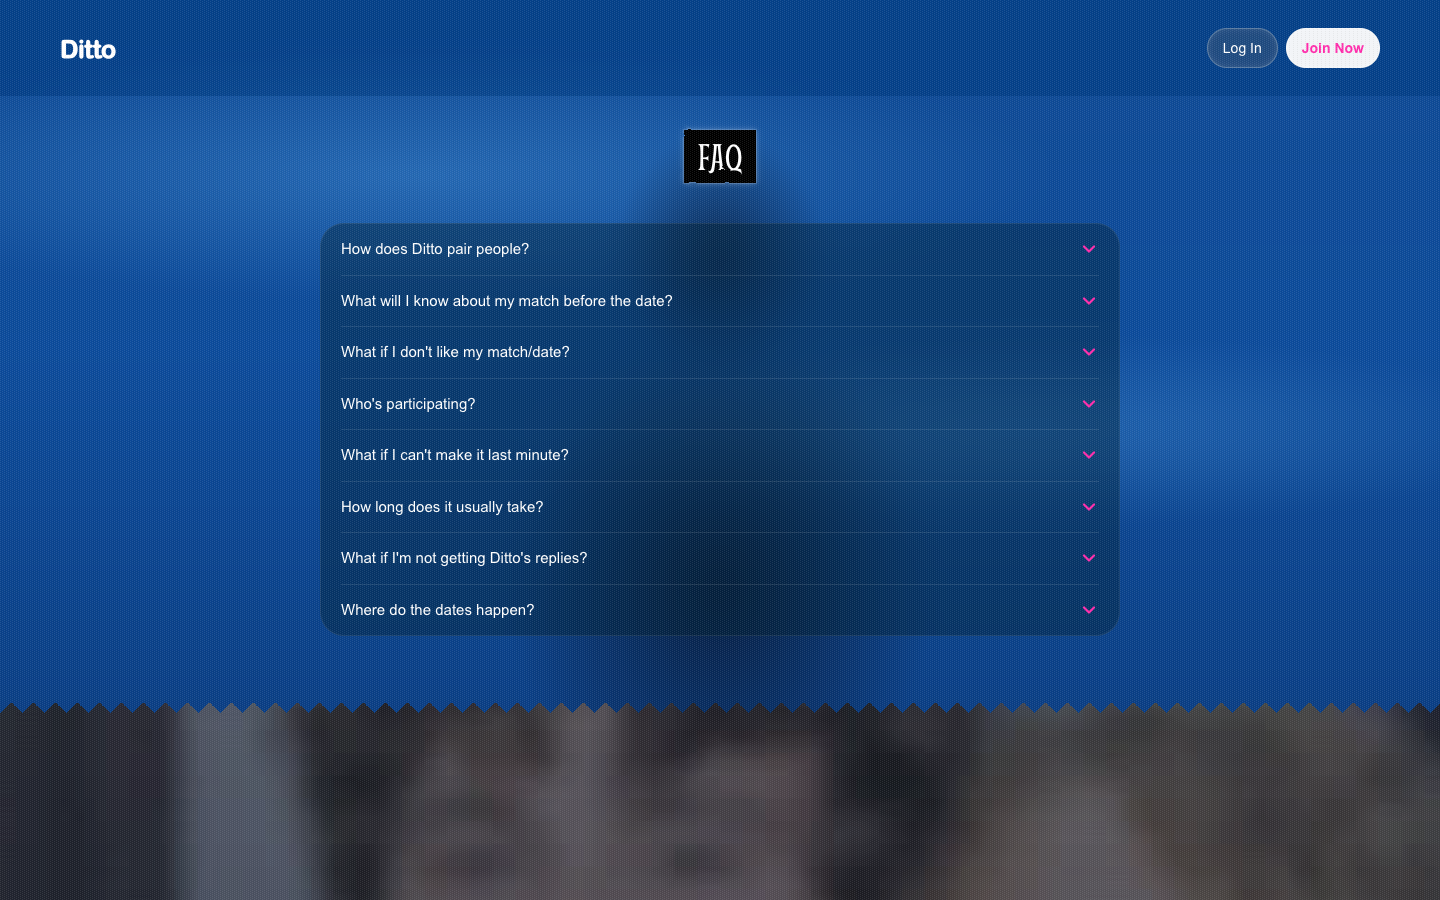 Ditto
Log In
Join Now
FAQ
How does Ditto pair people?
What will I know about my match before the date?
What if I don't like my match/date?
Who's participating?
What if I can't make it last minute?
How long does it usually take?
What if I'm not getting Ditto's replies?
Where do the dates happen?